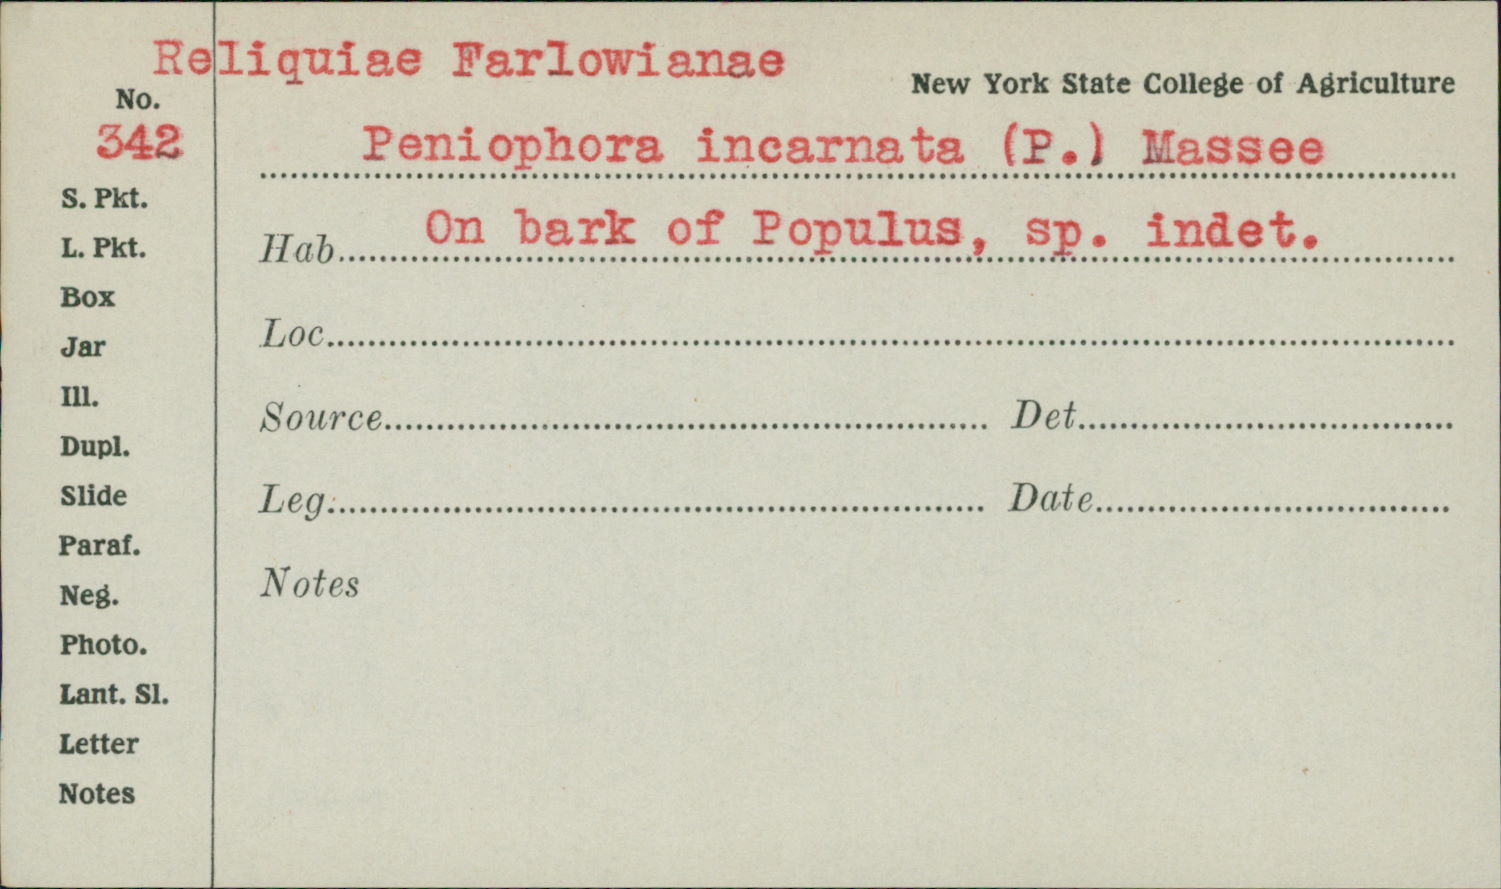 Reliquiae Farlowianae
New York State College of Agriculture
No.
342
Peniophora incarnata (P.) Massee
S. Pkt.
L. Pkt.
Box
Jar
Ill.
Dupl.
Slide
Paraf.
Neg.
Photo.
Lant. Sl.
Letter
Notes
Hab. On bark of Populus, sp. indet.
Loc.
Source
Det.
Leg.
Date
Notes